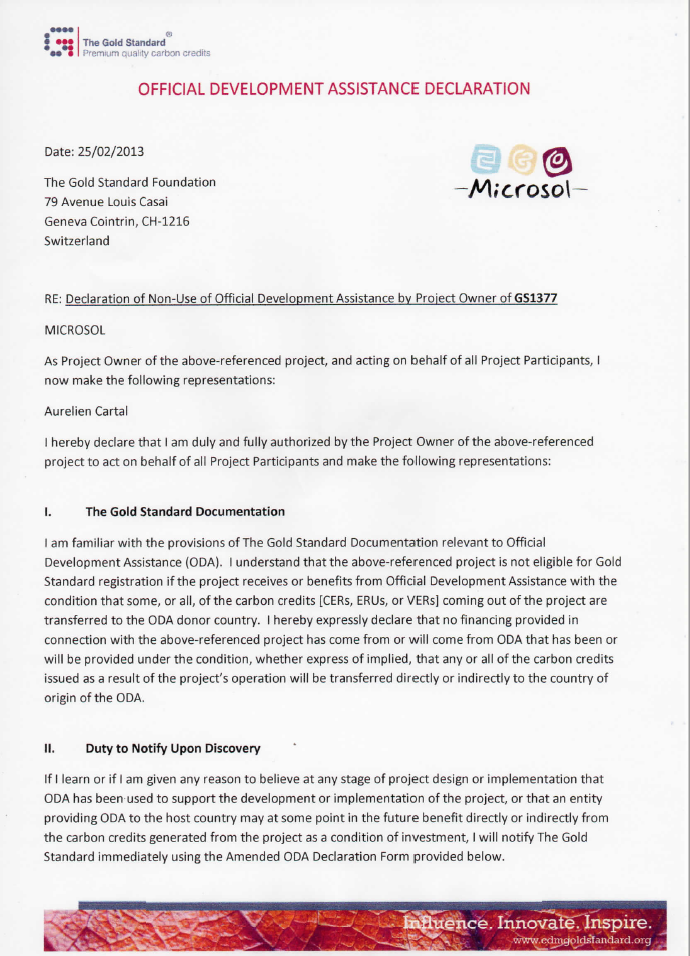 The Gold Standard®
Premium quality carbon credits
OFFICIAL DEVELOPMENT ASSISTANCE DECLARATION
Date: 25/02/2013
The Gold Standard Foundation
79 Avenue Louis Casai
Geneva Cointrin, CH-1216
Switzerland
Microsol
RE: Declaration of Non-Use of Official Development Assistance by Project Owner of GS1377
MICROSOL
As Project Owner of the above-referenced project, and acting on behalf of all Project Participants, I
now make the following representations:
Aurelien Cartal
I hereby declare that I am duly and fully authorized by the Project Owner of the above-referenced
project to act on behalf of all Project Participants and make the following representations:
I. The Gold Standard Documentation
I am familiar with the provisions of The Gold Standard Documentation relevant to Official
Development Assistance (ODA). I understand that the above-referenced project is not eligible for Gold
Standard registration if the project receives or benefits from Official Development Assistance with the
condition that some, or all, of the carbon credits [CERs, ERUs, or VERs] coming out of the project are
transferred to the ODA donor country. I hereby expressly declare that no financing provided in
connection with the above-referenced project has come from or will come from ODA that has been or
will be provided under the condition, whether express of implied, that any or all of the carbon credits
issued as a result of the project's operation will be transferred directly or indirectly to the country of
origin of the ODA.
II. Duty to Notify Upon Discovery
If I learn or if I am given any reason to believe at any stage of project design or implementation that
ODA has been used to support the development or implementation of the project, or that an entity
providing ODA to the host country may at some point in the future benefit directly or indirectly from
the carbon credits generated from the project as a condition of investment, I will notify The Gold
Standard immediately using the Amended ODA Declaration Form provided below.
Influence. Innovate. Inspire.
www.cdmgoldstandard.org